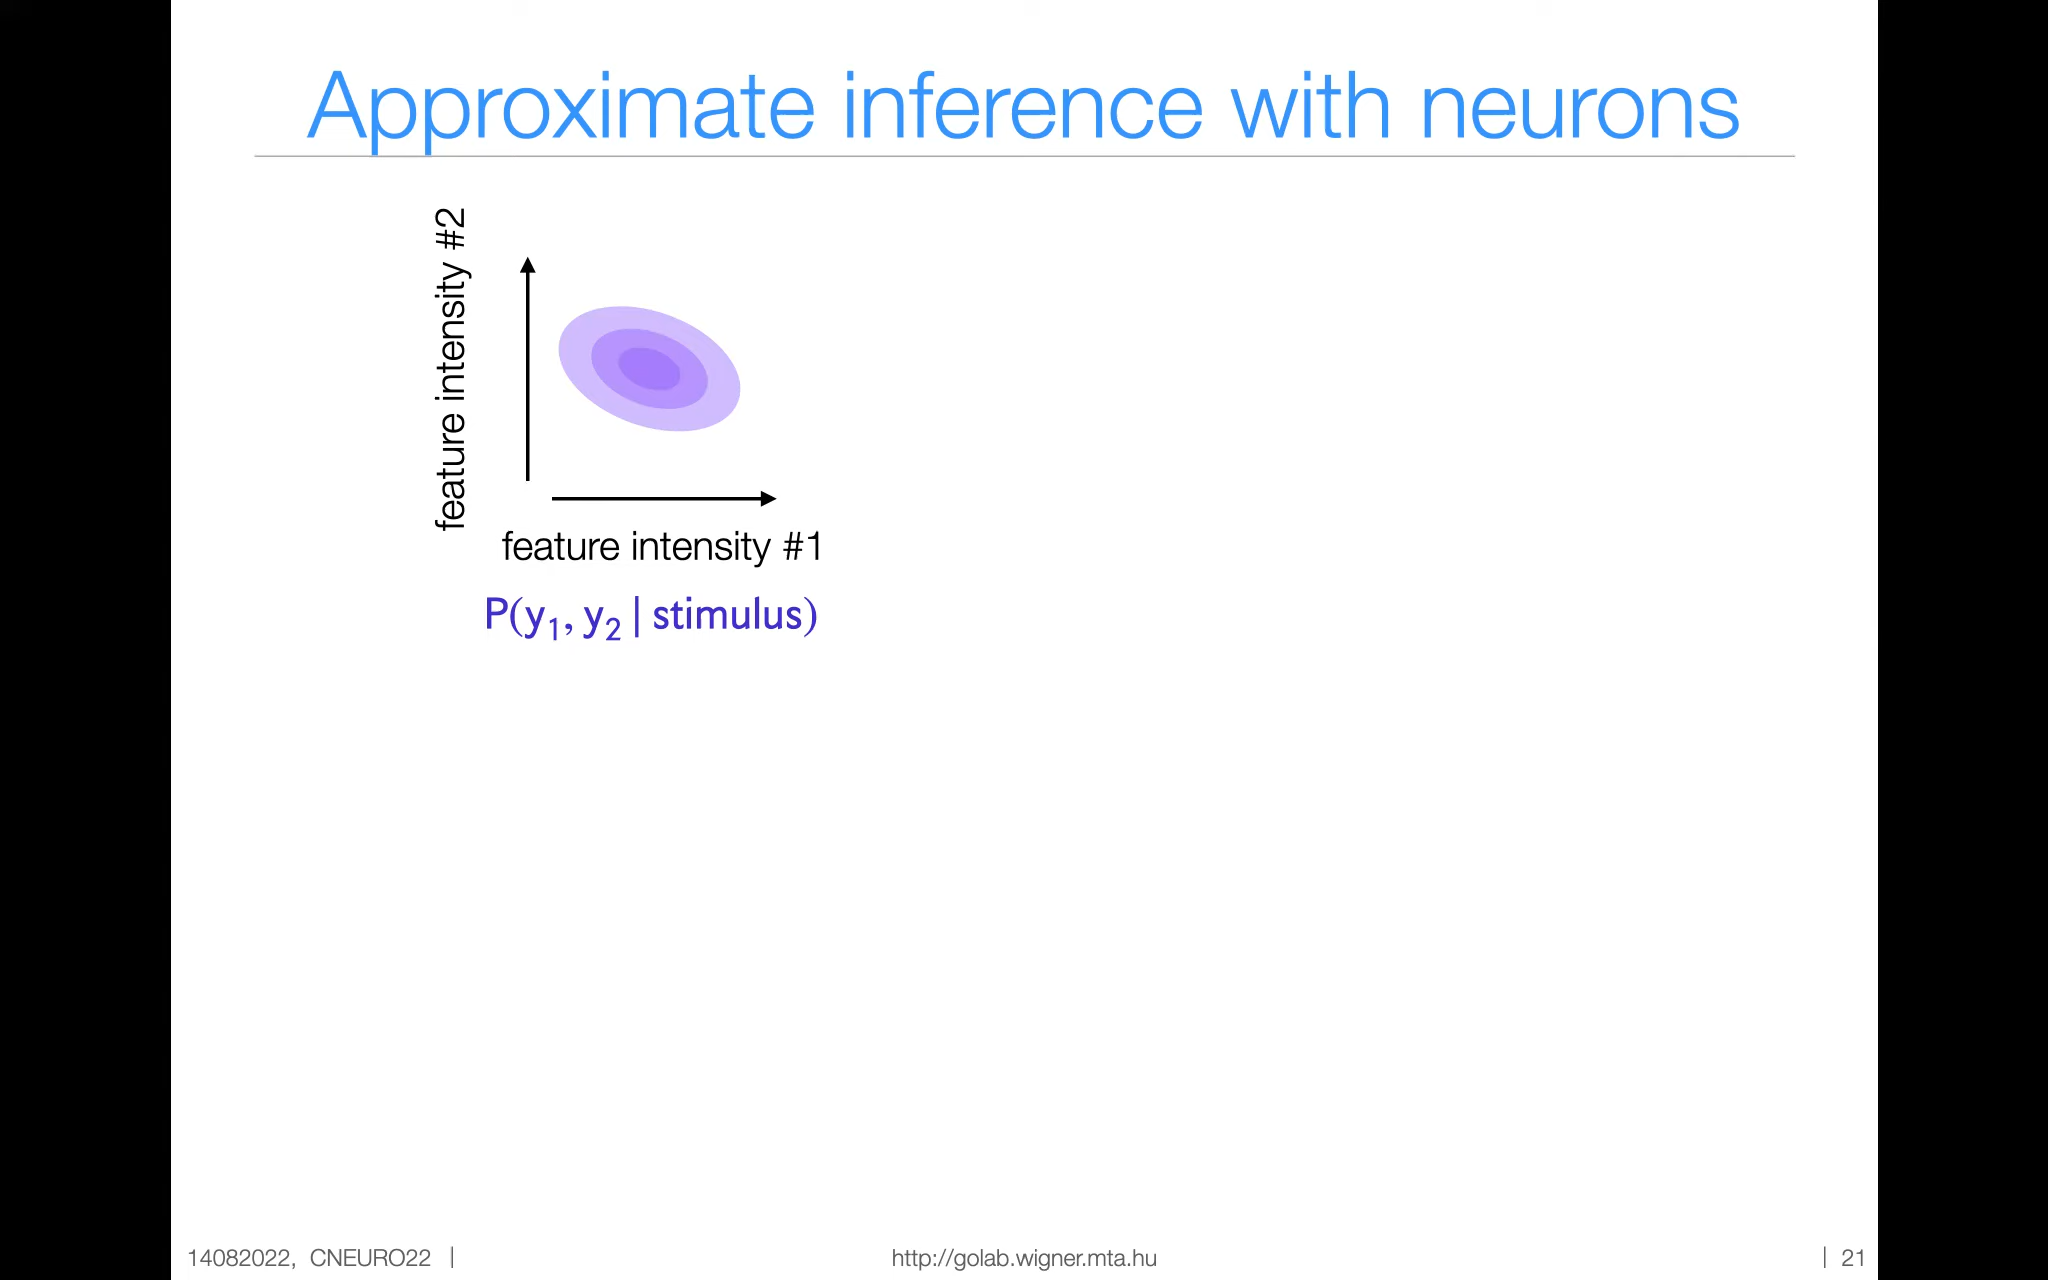 Approximate inference with neurons
feature intensity #2
feature intensity #1
P(y₁, y₂ | stimulus)
14082022, CNEURO22 |
http://golab.wigner.mta.hu
| 21